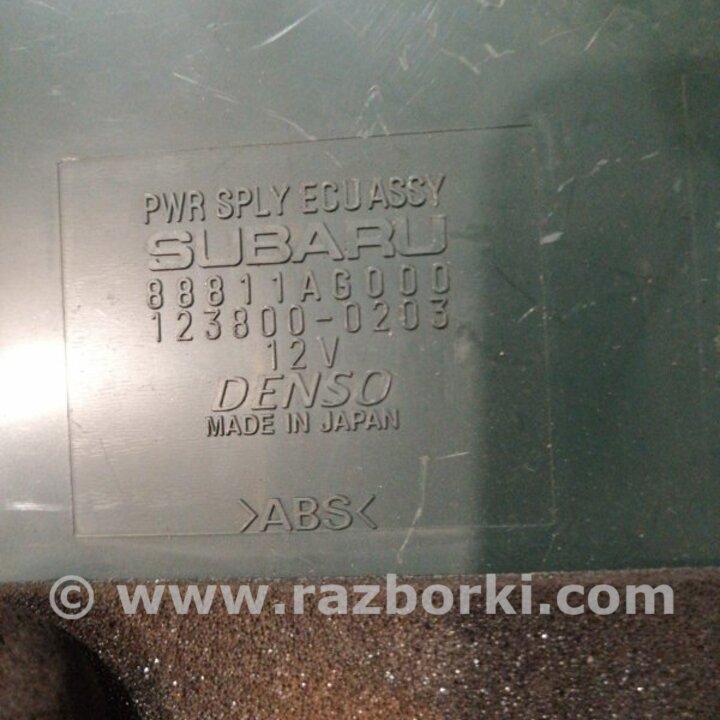 PWR SPLY ECU ASSY
SUBARU
88811AG000
123800-0203
12V
DENSO
MADE IN JAPAN
>ABS<
© www.razborki.com